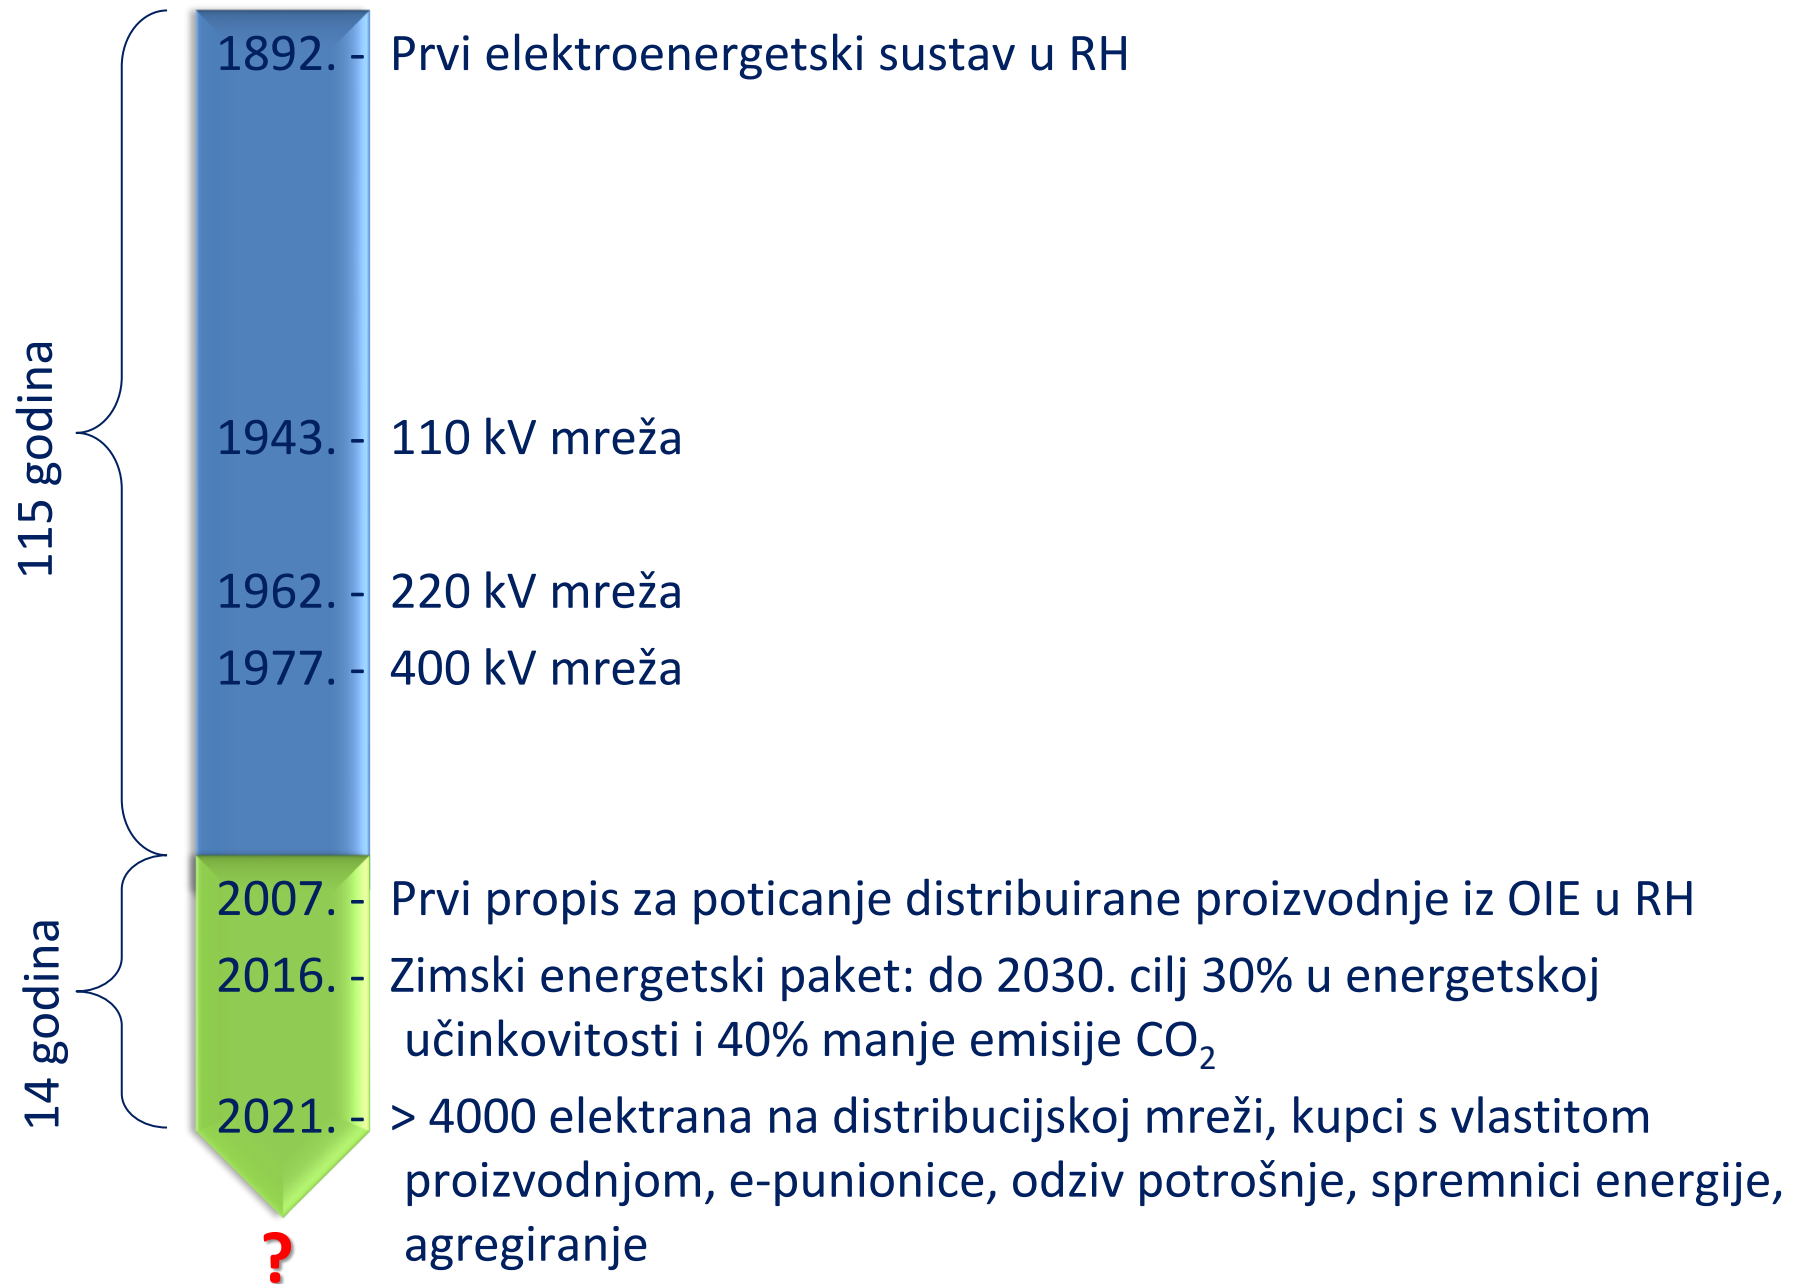 1892. - Prvi elektroenergetski sustav u RH
115 godina
1943. - 110 kV mreža
1962. - 220 kV mreža
1977. - 400 kV mreža
14 godina
2007. - Prvi propis za poticanje distribuirane proizvodnje iz OIE u RH
2016. - Zimski energetski paket: do 2030. cilj 30% u energetskoj
učinkovitosti i 40% manje emisije CO₂
2021. - > 4000 elektrana na distribucijskoj mreži, kupci s vlastitom
proizvodnjom, e-punionice, odziv potrošnje, spremnici energije,
agregiranje
?